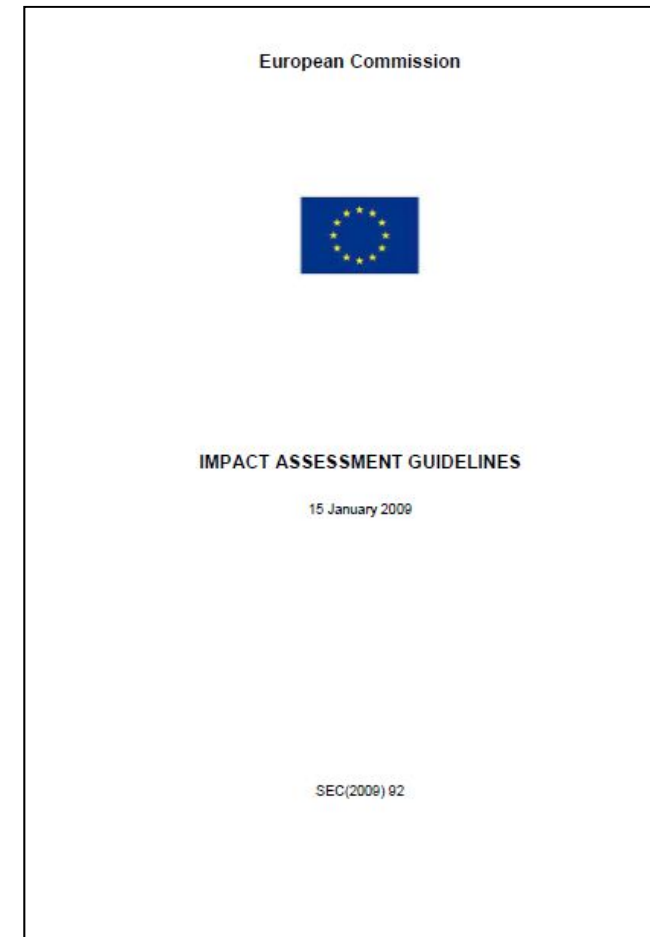 European Commission
IMPACT ASSESSMENT GUIDELINES
15 January 2009
SEC(2009) 92